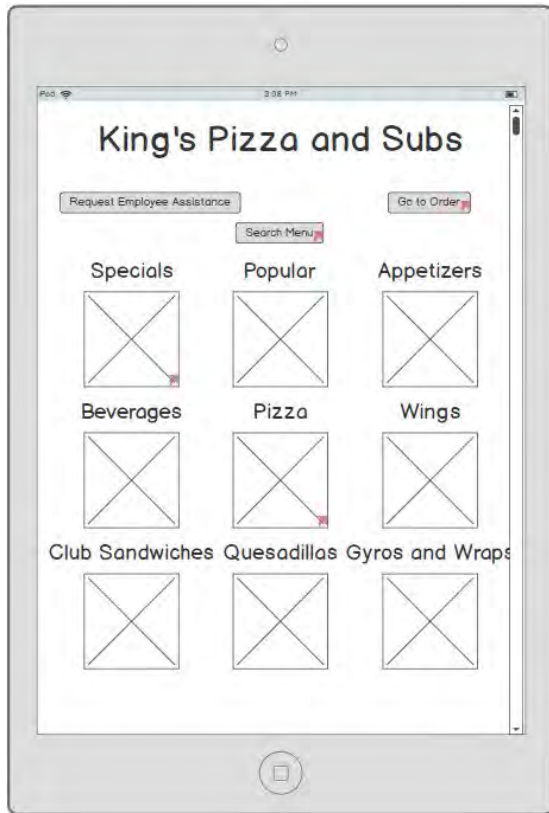 iPod 3:08 PM
King's Pizza and Subs
Request Employee Assistance Go to Order
Search Menu
Specials Popular Appetizers
Beverages Pizza Wings
Club Sandwiches Quesadillas Gyros and Wraps